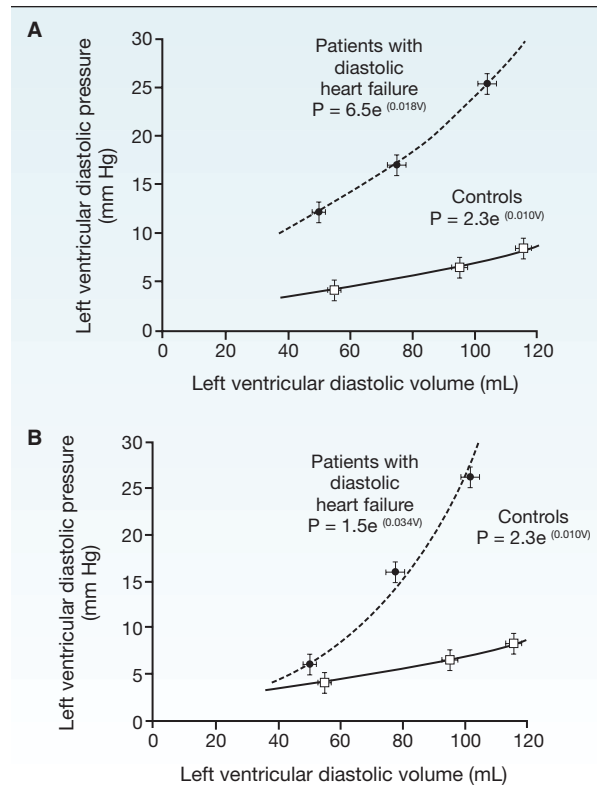 A
30
25
20
15
10
5
0
Left ventricular diastolic pressure
(mm Hg)
Patients with
diastolic
heart failure
P = 6.5e (0.018V)
Controls
P = 2.3e (0.010V)
0 20 40 60 80 100 120
Left ventricular diastolic volume (mL)
B
30
25
20
15
10
5
0
Left ventricular diastolic pressure
(mm Hg)
Patients with
diastolic
heart failure
P = 1.5e (0.034V)
Controls
P = 2.3e (0.010V)
0 20 40 60 80 100 120
Left ventricular diastolic volume (mL)